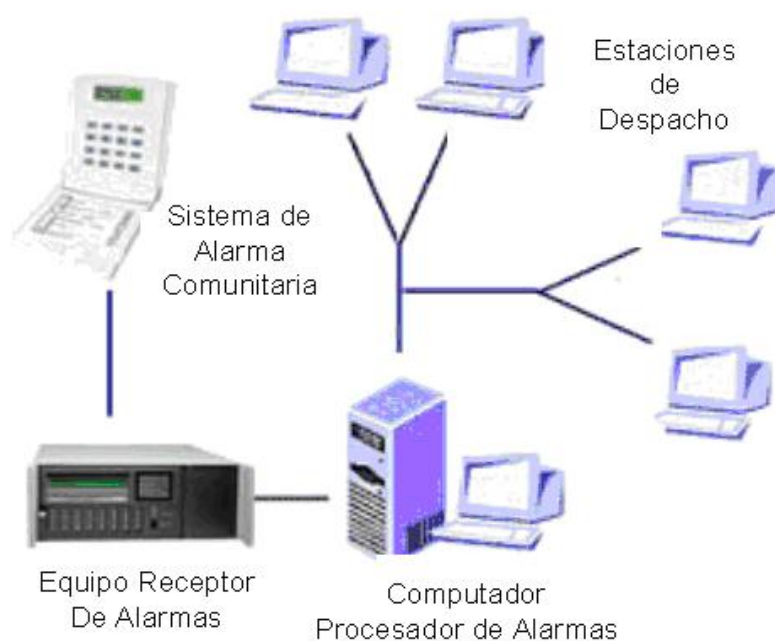 Estaciones
de
Despacho
Sistema de
Alarma
Comunitaria
Equipo Receptor
De Alarmas
Computador
Procesador de Alarmas